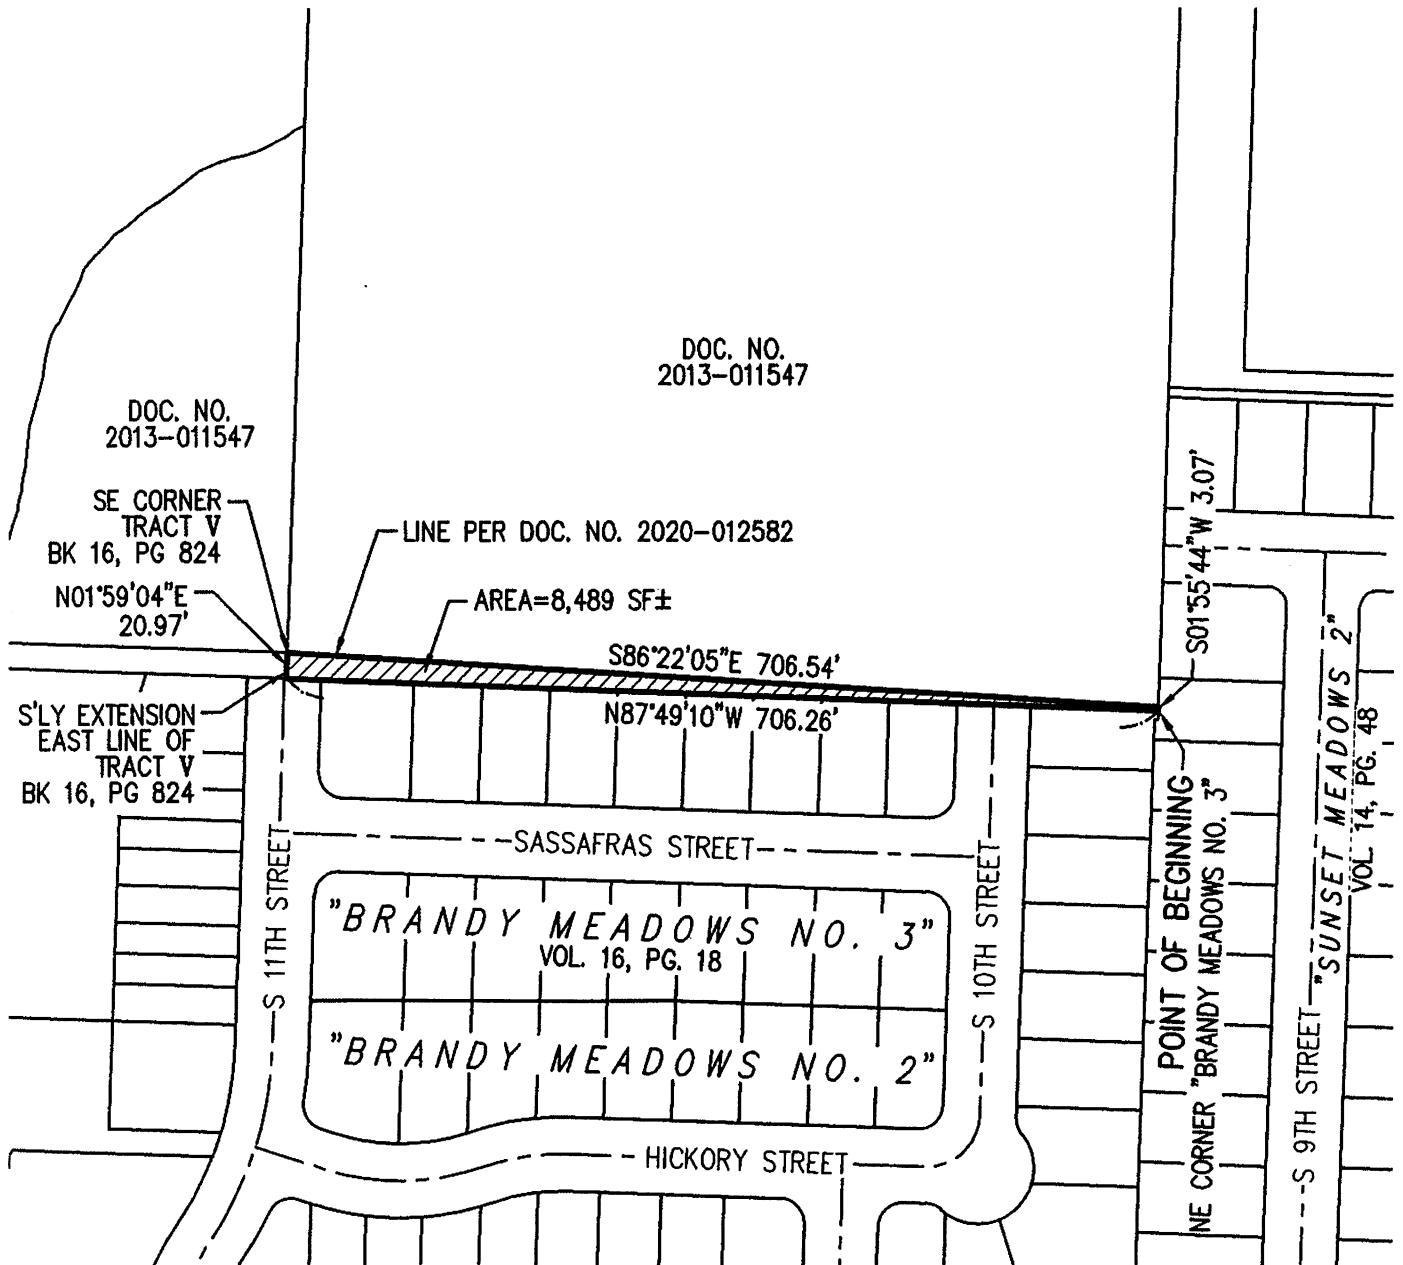 DOC. NO.
2013-011547
DOC. NO.
2013-011547
SE CORNER
TRACT V
BK 16, PG 824
LINE PER DOC. NO. 2020-012582
N01°59'04"E
20.97'
AREA=8,489 SF±
S01°55'44"W 3.07'
S86°22'05"E 706.54'
N87°49'10"W 706.26'
S'LY EXTENSION
EAST LINE OF
TRACT V
BK 16, PG 824
SASSAFRAS STREET
S 11TH STREET
S 10TH STREET
"BRANDY MEADOWS NO. 3"
VOL. 16, PG. 18
"BRANDY MEADOWS NO. 2"
HICKORY STREET
POINT OF BEGINNING
NE CORNER "BRANDY MEADOWS NO. 3"
S 9TH STREET
"SUNSET MEADOWS 2"
VOL. 14, PG. 48